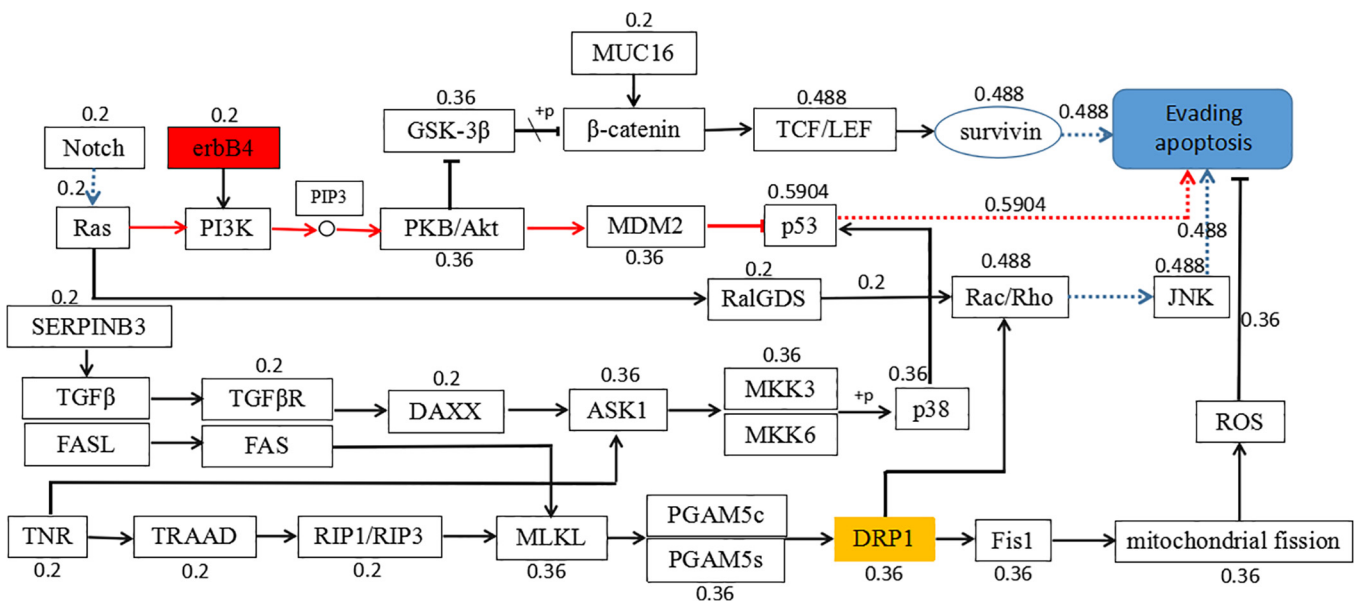 0.2
MUC16
0.36
0.488
0.488
0.2
0.2
+p
0.488
Evading
apoptosis
GSK-3β
β-catenin
TCF/LEF
survivin
Notch
erbB4
0.2
PIP3
0.5904
0.5904
Ras
PI3K
PKB/Akt
MDM2
p53
0.488
0.36
0.36
0.2
0.488
0.488
0.2
RalGDS
0.2
Rac/Rho
JNK
SERPINB3
0.36
0.2
0.2
0.36
0.36
0.36
TGFβ
TGFβR
DAXX
ASK1
MKK3
+p
p38
FASL
FAS
MKK6
ROS
PGAM5c
TNR
TRAAD
RIP1/RIP3
MLKL
DRP1
Fis1
mitochondrial fission
PGAM5s
0.2
0.2
0.2
0.36
0.36
0.36
0.36
0.36